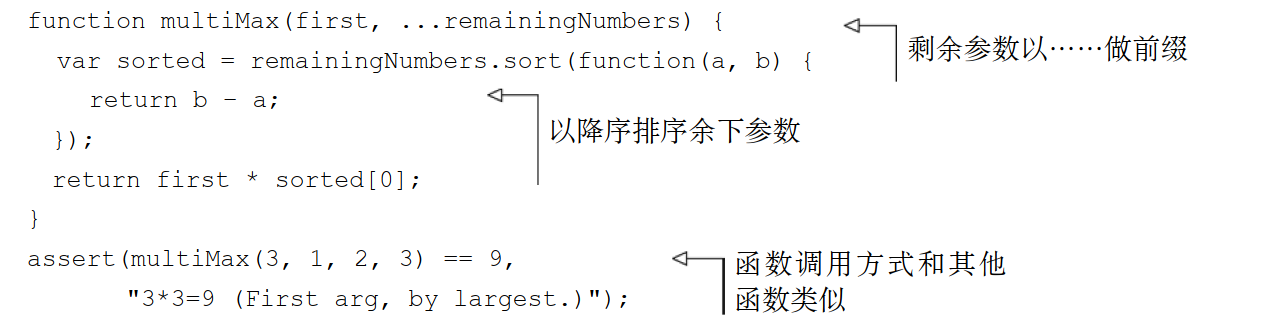 function multiMax(first, ...remainingNumbers) {
剩余参数以……做前缀
var sorted = remainingNumbers.sort(function(a, b) {
return b - a;
以降序排序余下参数
});
return first * sorted[0];
}
assert(multiMax(3, 1, 2, 3) == 9,
"3*3=9 (First arg, by largest.)");
函数调用方式和其他
函数类似